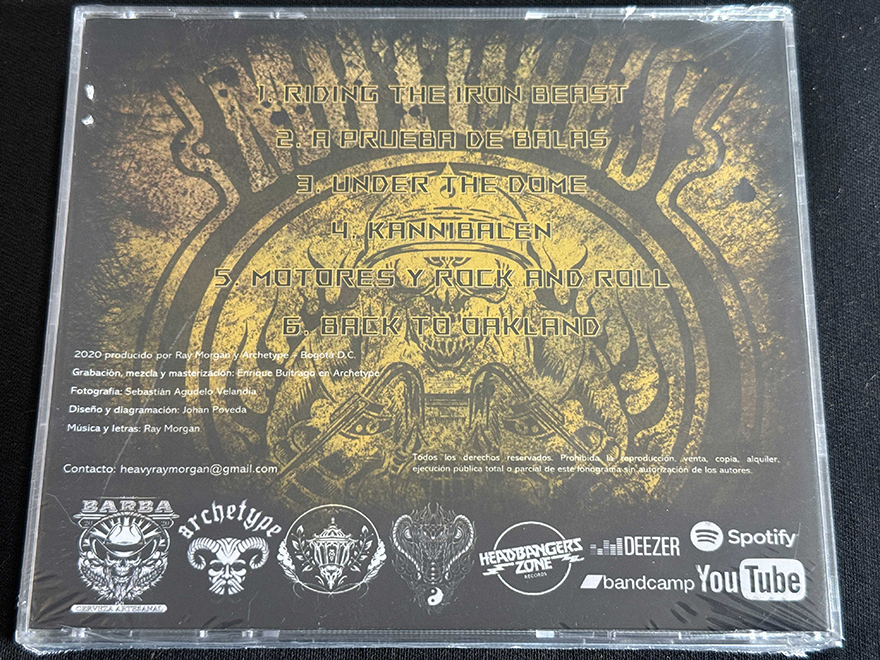 1. RIDING THE IRON BEAST
2. A PRUEBA DE BALAS
3. UNDER THE DOME
4. KANNIBALEN
5. MOTORES Y ROCK AND ROLL
6. BACK TO OAKLAND
2020 producido por Ray Morgan y Archetype – Bogotá D.C.
Grabación, mezcla y masterización: Enrique Buitrago en Archetype
Fotografía: Sebastián Agudelo Velandia
Diseño y diagramación: Johan Poveda
Música y letras: Ray Morgan
Contacto: heavyraymorgan@gmail.com
Todos los derechos reservados. Prohibida la reproducción, venta, copia, alquiler,
ejecución pública total o parcial de este fonograma sin autorización de los autores.
BARBA
CERVEZA ARTESANAL
archetype
HEADBANGERS
ZONE
RECORDS
DEEZER
Spotify
bandcamp
YouTube